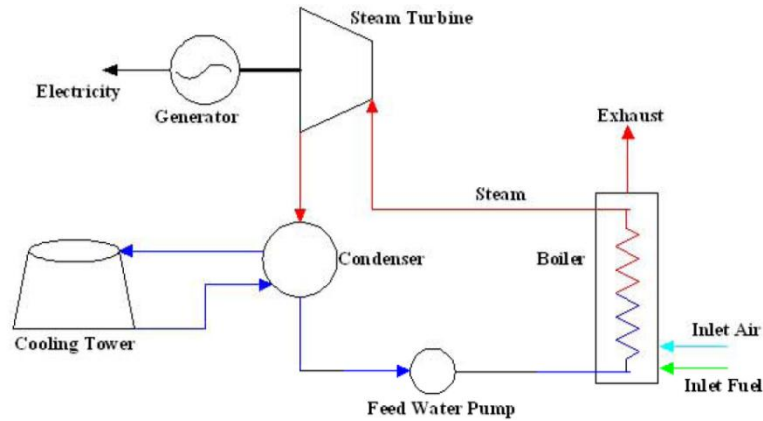 Steam Turbine
Electricity
Generator
Exhaust
Steam
Condenser
Boiler
Cooling Tower
Inlet Air
Feed Water Pump
Inlet Fuel